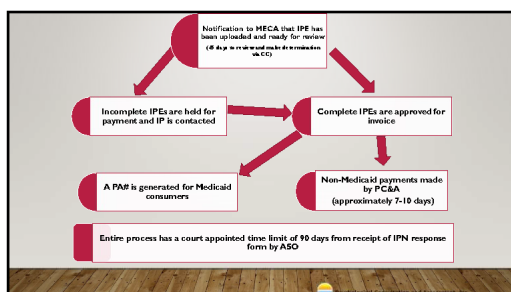 Notification to MECA that IPE has
been uploaded and ready for review
(45 days to review and make determination
via CC)
Incomplete IPEs are held for
payment and IP is contacted
Complete IPEs are approved for
invoice
A PA# is generated for Medicaid
consumers
Non-Medicaid payments made
by PC&A
(approximately 7-10 days)
Entire process has a court appointed time limit of 90 days from receipt of IPN response
form by ASO